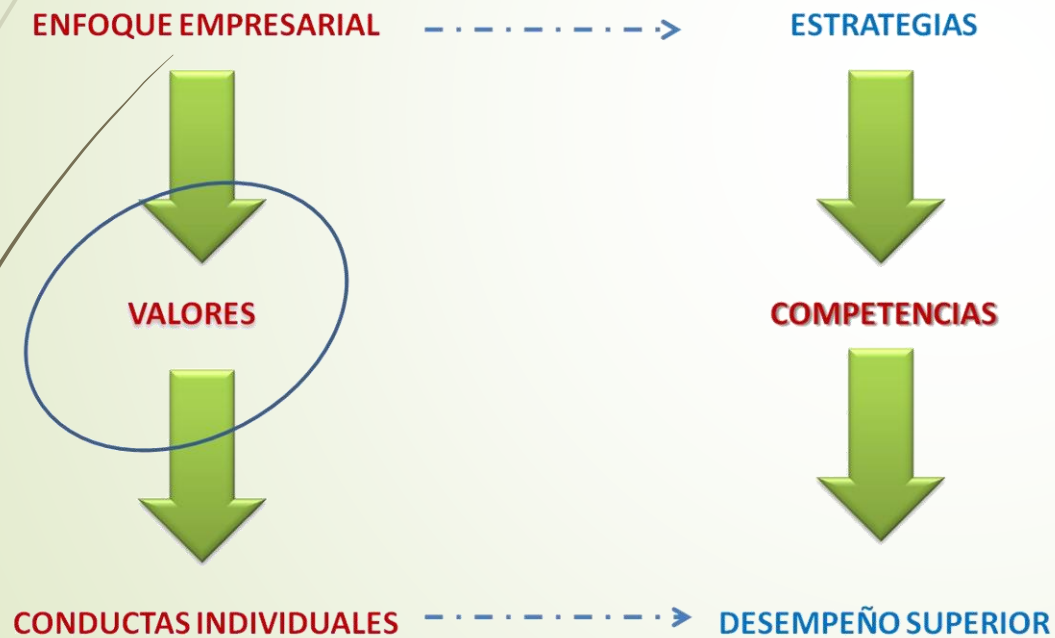 ENFOQUE EMPRESARIAL
ESTRATEGIAS
VALORES
COMPETENCIAS
CONDUCTAS INDIVIDUALES
DESEMPEÑO SUPERIOR